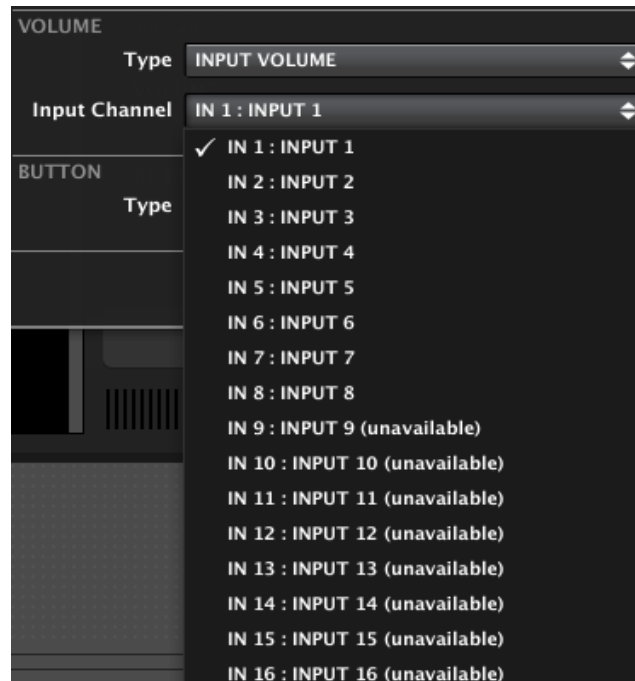 VOLUME
Type INPUT VOLUME
Input Channel IN 1 : INPUT 1
✓ IN 1 : INPUT 1
IN 2 : INPUT 2
BUTTON
Type
IN 3 : INPUT 3
IN 4 : INPUT 4
IN 5 : INPUT 5
IN 6 : INPUT 6
IN 7 : INPUT 7
IN 8 : INPUT 8
IN 9 : INPUT 9 (unavailable)
IN 10 : INPUT 10 (unavailable)
IN 11 : INPUT 11 (unavailable)
IN 12 : INPUT 12 (unavailable)
IN 13 : INPUT 13 (unavailable)
IN 14 : INPUT 14 (unavailable)
IN 15 : INPUT 15 (unavailable)
IN 16 : INPUT 16 (unavailable)